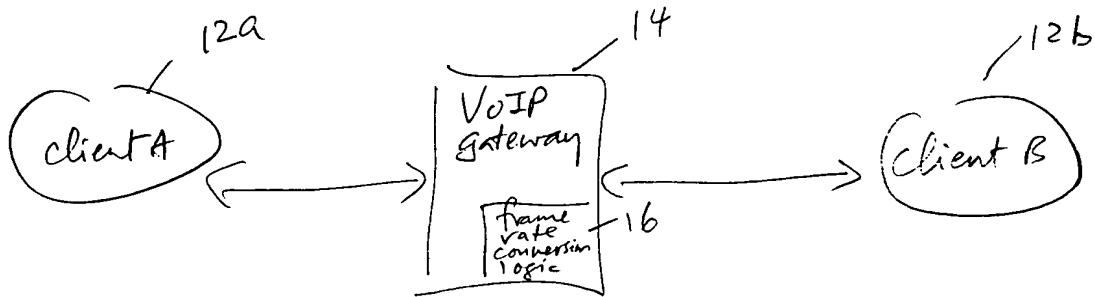 12a
14
12b
client A
VoIP
gateway
client B
frame
rate
conversion
logic
16